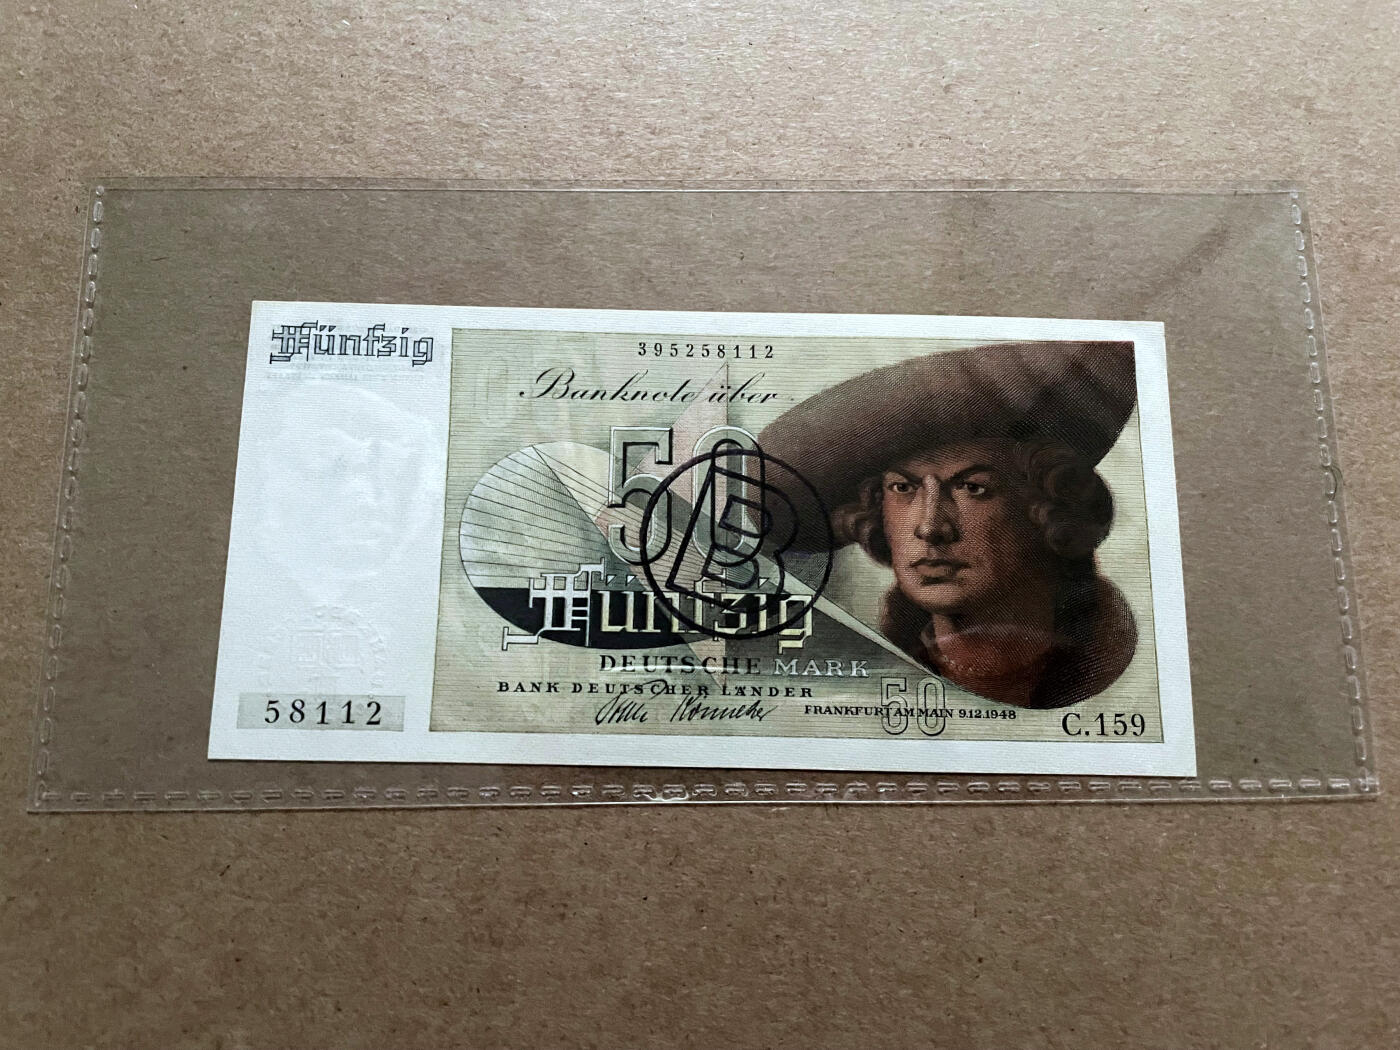 Fünfzig
395258112
Banknote über
50
B
Fünfzig
DEUTSCHE MARK
BANK DEUTSCHER LÄNDER
50
FRANKFURT AM MAIN 9.12.1948
58112
C.159